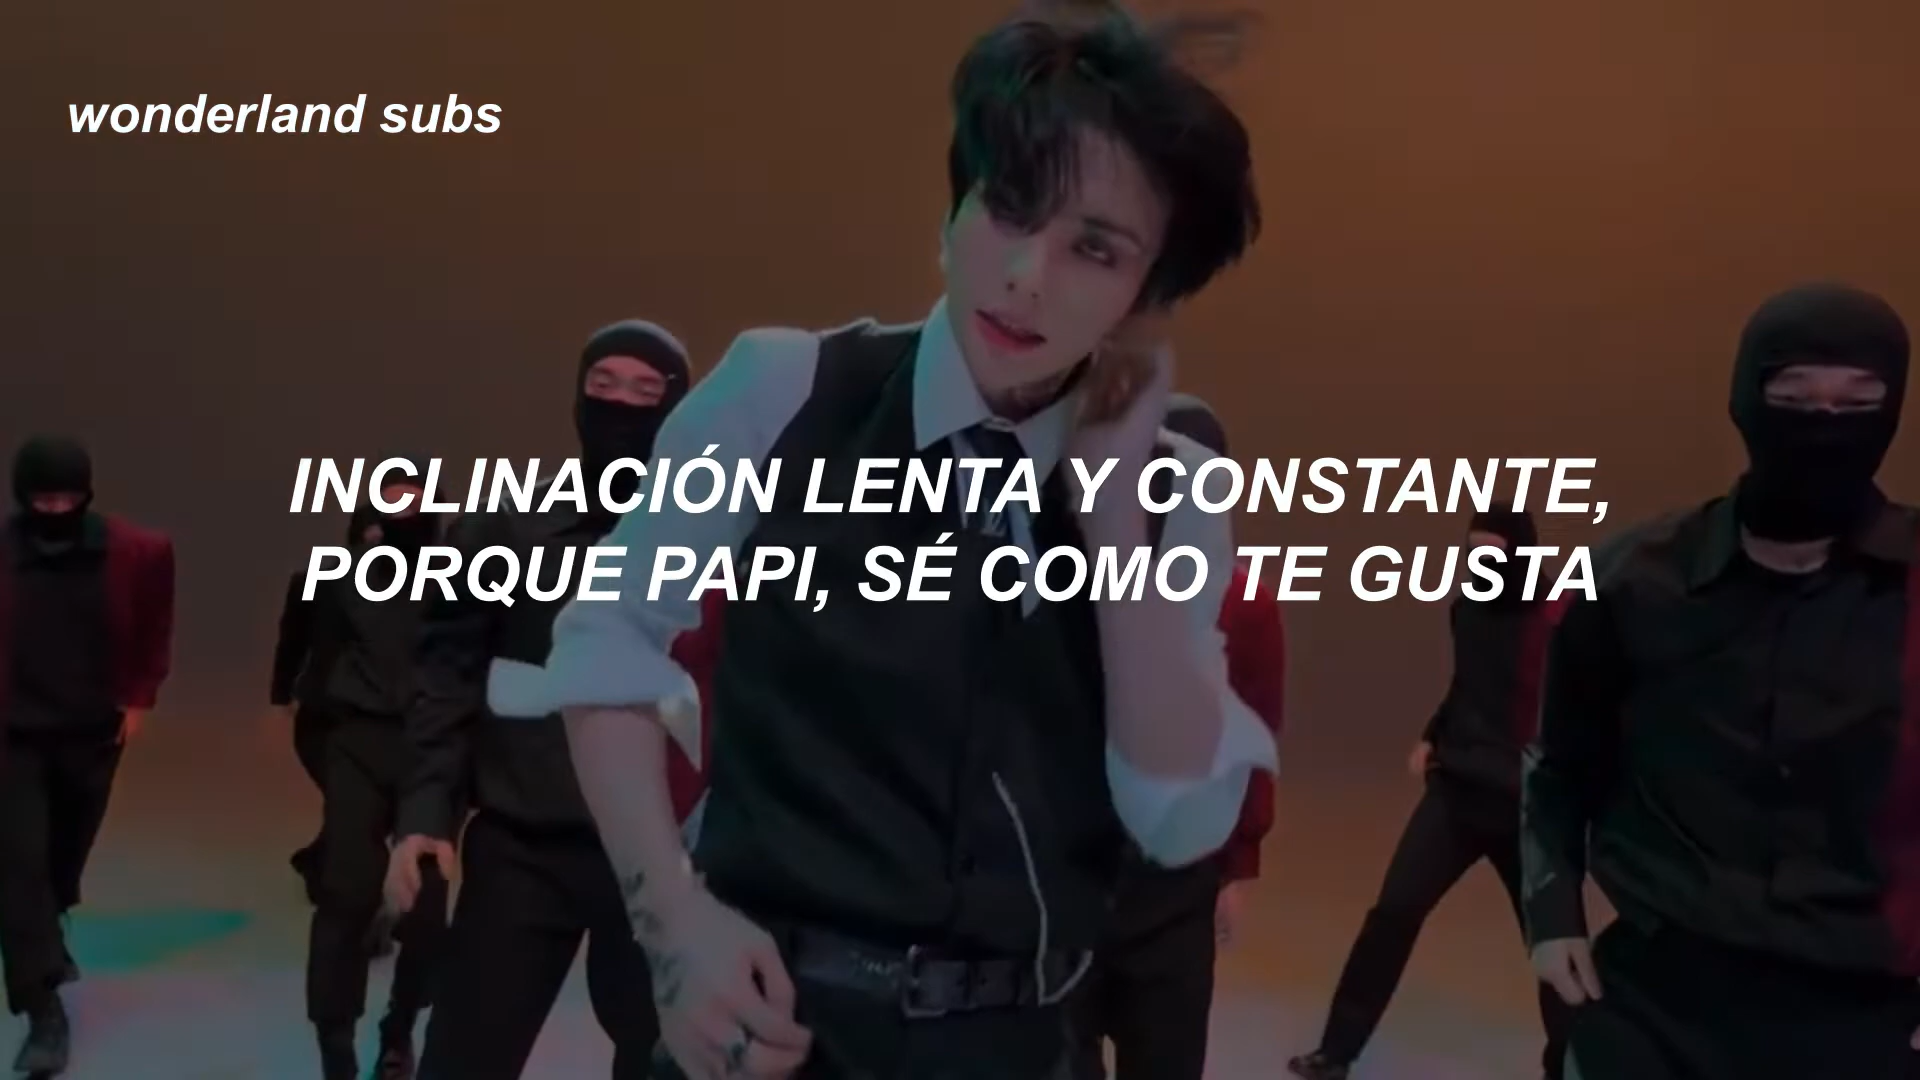 wonderland subs
INCLINACIÓN LENTA Y CONSTANTE,
PORQUE PAPI, SÉ COMO TE GUSTA